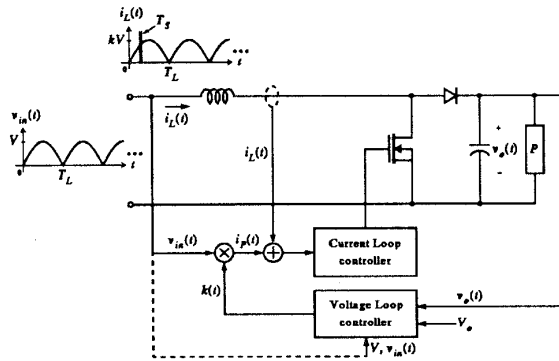 i_L(t)
T_S
kV
0
T_L
t
v_in(t)
V
0
T_L
t
i_L(t)
i_L(t)
+
v_o(t)
-
P
v_in(t)
i_P(t)
k(t)
Current Loop
controller
Voltage Loop
controller
v_o(t)
V_o
V, v_in(t)